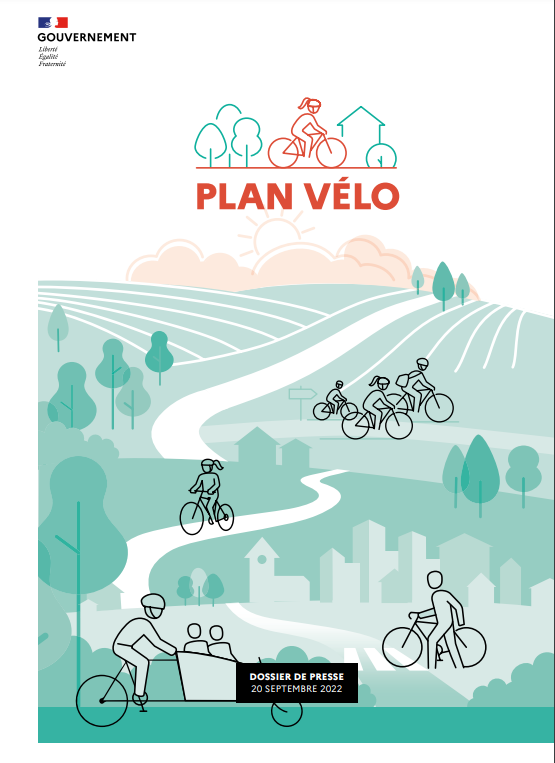 GOUVERNEMENT
Liberté
Égalité
Fraternité
PLAN VÉLO
DOSSIER DE PRESSE
20 SEPTEMBRE 2022